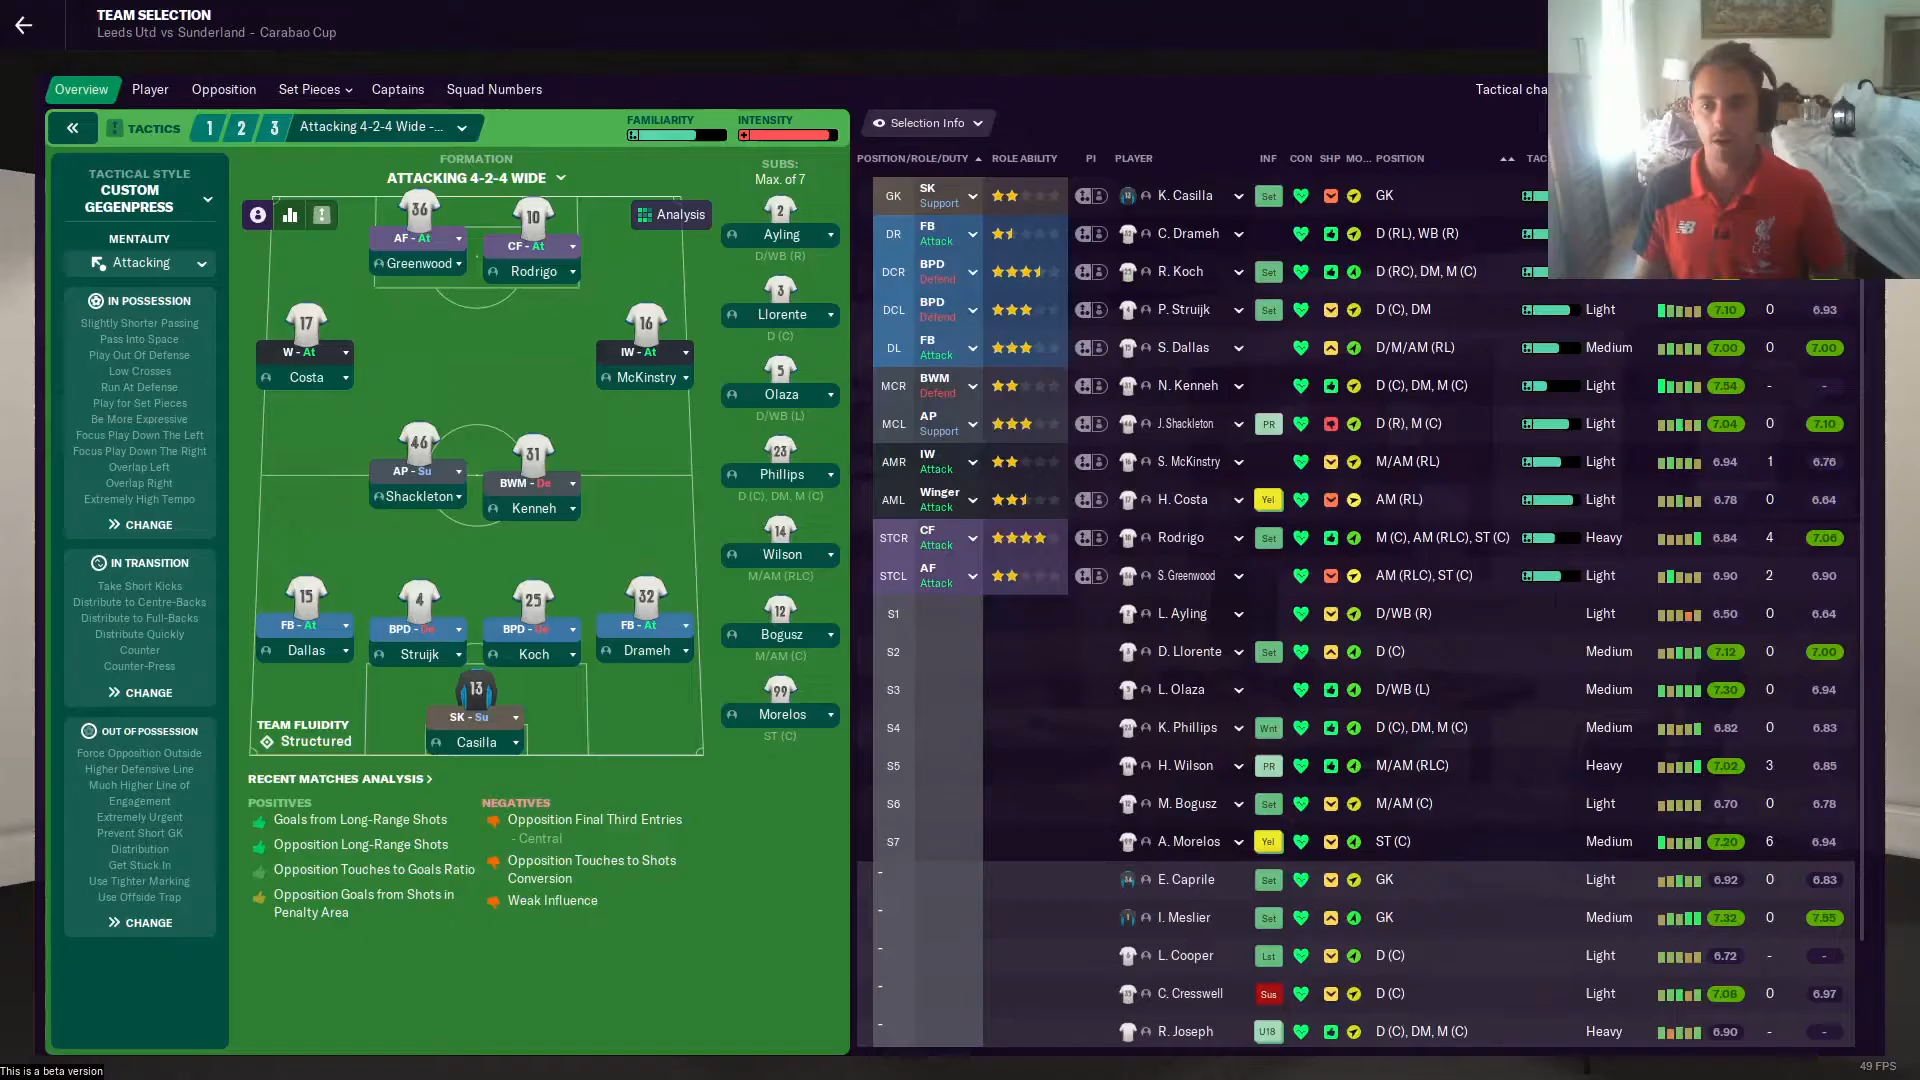 TEAM SELECTION
Leeds Utd vs Sunderland - Carabao Cup
Overview Player Opposition Set Pieces Captains Squad Numbers
Tactical cha
TACTICS 1 2 3 Attacking 4-2-4 Wide -...
FAMILIARITY INTENSITY
Selection Info
TACTICAL STYLE
CUSTOM
GEGENPRESS
MENTALITY
Attacking
IN POSSESSION
Slightly Shorter Passing
Pass Into Space
Play Out Of Defense
Low Crosses
Run At Defense
Play for Set Pieces
Be More Expressive
Focus Play Down The Left
Focus Play Down The Right
Overlap Left
Overlap Right
Extremely High Tempo
CHANGE
IN TRANSITION
Take Short Kicks
Distribute to Centre-Backs
Distribute to Full-Backs
Distribute Quickly
Counter
Counter-Press
CHANGE
OUT OF POSSESSION
Force Opposition Outside
Higher Defensive Line
Much Higher Line of
Engagement
Extremely Urgent
Prevent Short GK
Distribution
Get Stuck In
Use Tighter Marking
Use Offside Trap
CHANGE
FORMATION
ATTACKING 4-2-4 WIDE
Analysis
36 10
AF - At CF - At
Greenwood Rodrigo
17 16
W - At IW - At
Costa McKinstry
46 31
AP - Su BWM - De
Shackleton Kenneh
15 4 25 32
FB - At BPD - De BPD - De FB - At
Dallas Struijk Koch Drameh
13
SK - Su
Casilla
TEAM FLUIDITY
Structured
SUBS:
Max. of 7
2
Ayling
D/WB (R)
3
Llorente
D (C)
5
Olaza
D/WB (L)
23
Phillips
D (C), DM, M (C)
14
Wilson
M/AM (RLC)
12
Bogusz
M/AM (C)
99
Morelos
ST (C)
RECENT MATCHES ANALYSIS >
POSITIVES
Goals from Long-Range Shots
Opposition Long-Range Shots
Opposition Touches to Goals Ratio
Opposition Goals from Shots in
Penalty Area
NEGATIVES
Opposition Final Third Entries
- Central
Opposition Touches to Shots
Conversion
Weak Influence
POSITION/ROLE/DUTY ROLE ABILITY PI PLAYER INF CON SHP MO... POSITION TAC
GK SK Support K. Casilla Set GK
DR FB Attack C. Drameh D (RL), WB (R)
DCR BPD Defend R. Koch Set D (RC), DM, M (C)
DCL BPD Defend P. Struijk Set D (C), DM Light 7.10 0 6.93
DL FB Attack S. Dallas D/M/AM (RL) Medium 7.00 0 7.00
MCR BWM Defend N. Kenneh D (C), DM, M (C) Light 7.54 - -
MCL AP Support J. Shackleton PR D (R), M (C) Light 7.04 0 7.10
AMR IW Attack S. McKinstry M/AM (RL) Light 6.94 1 6.76
AML Winger Attack H. Costa Yel AM (RL) Light 6.78 0 6.64
STCR CF Attack Rodrigo Set M (C), AM (RLC), ST (C) Heavy 6.84 4 7.06
STCL AF Attack S. Greenwood AM (RLC), ST (C) Light 6.90 2 6.90
S1 L. Ayling D/WB (R) Light 6.50 0 6.64
S2 D. Llorente Set D (C) Medium 7.12 0 7.00
S3 L. Olaza D/WB (L) Medium 7.30 0 6.94
S4 K. Phillips Wnt D (C), DM, M (C) Medium 6.82 0 6.83
S5 H. Wilson PR M/AM (RLC) Heavy 7.02 3 6.85
S6 M. Bogusz Set M/AM (C) Light 6.70 0 6.78
S7 A. Morelos Yel ST (C) Medium 7.20 6 6.94
- E. Caprile Set GK Light 6.92 0 6.83
- I. Meslier Set GK Medium 7.32 0 7.55
- L. Cooper Lst D (C) Light 6.72 - -
- C. Cresswell Sus D (C) Light 7.08 0 6.97
- R. Joseph U18 D (C), DM, M (C) Heavy 6.90 - -
This is a beta version
49 FPS